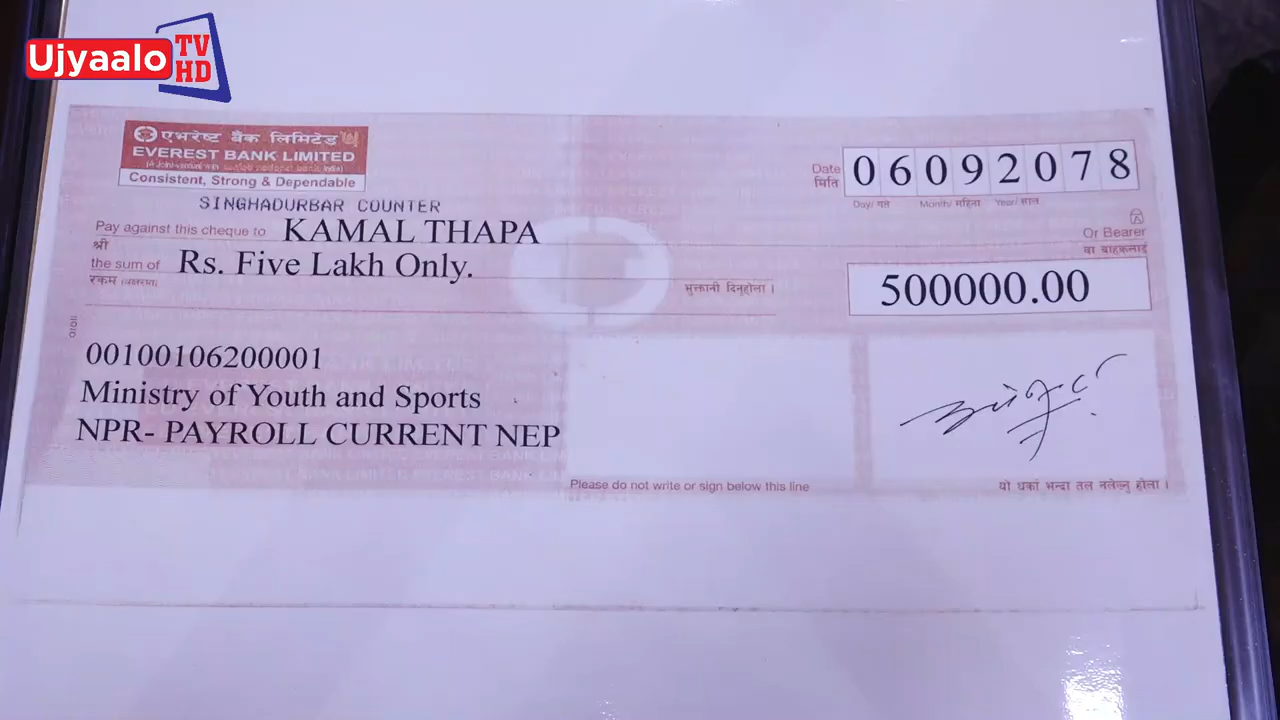 Ujyaalo TV HD
एभरेष्ट बैंक लिमिटेड
EVEREST BANK LIMITED
Consistent, Strong & Dependable
SINGHADURBAR COUNTER
Date 06092078
मिति
Day/ गते Month/ महिना Year/ साल
Pay against this cheque to KAMAL THAPA
Or Bearer
श्री
वा बाहकलाई
the sum of Rs. Five Lakh Only.
रकम (अक्षरमा)
भुक्तानी दिनुहोला ।
500000.00
00100106200001
Ministry of Youth and Sports
NPR- PAYROLL CURRENT NEP
Please do not write or sign below this line
यो धर्का भन्दा तल नलेख्नु होला ।